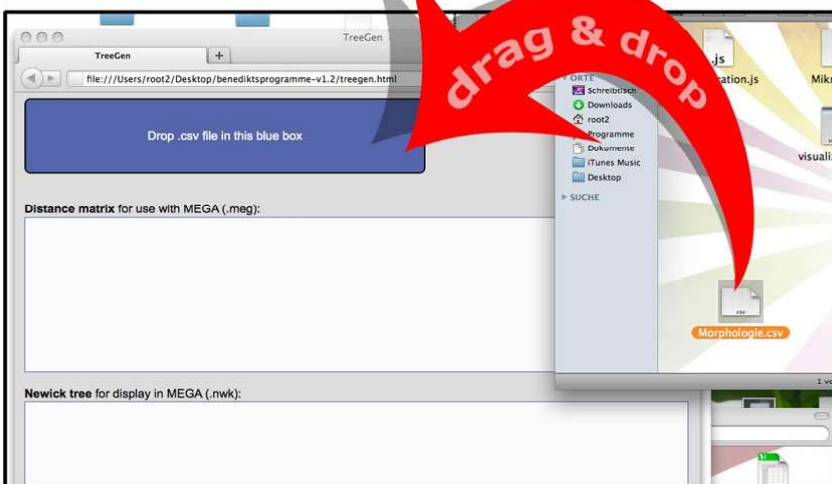 TreeGen
TreeGen
+
file:///Users/root2/Desktop/benediktsprogramme-v1.2/treegen.html
Drop .csv file in this blue box
Distance matrix for use with MEGA (.meg):
Newick tree for display in MEGA (.nwk):
drag & drop
ORTE
Schreibtisch
Downloads
root2
Programme
Dokumente
iTunes Music
Desktop
SUCHE
.js
ration.js
Mikr
visualiz
CSV
Morphologie.csv